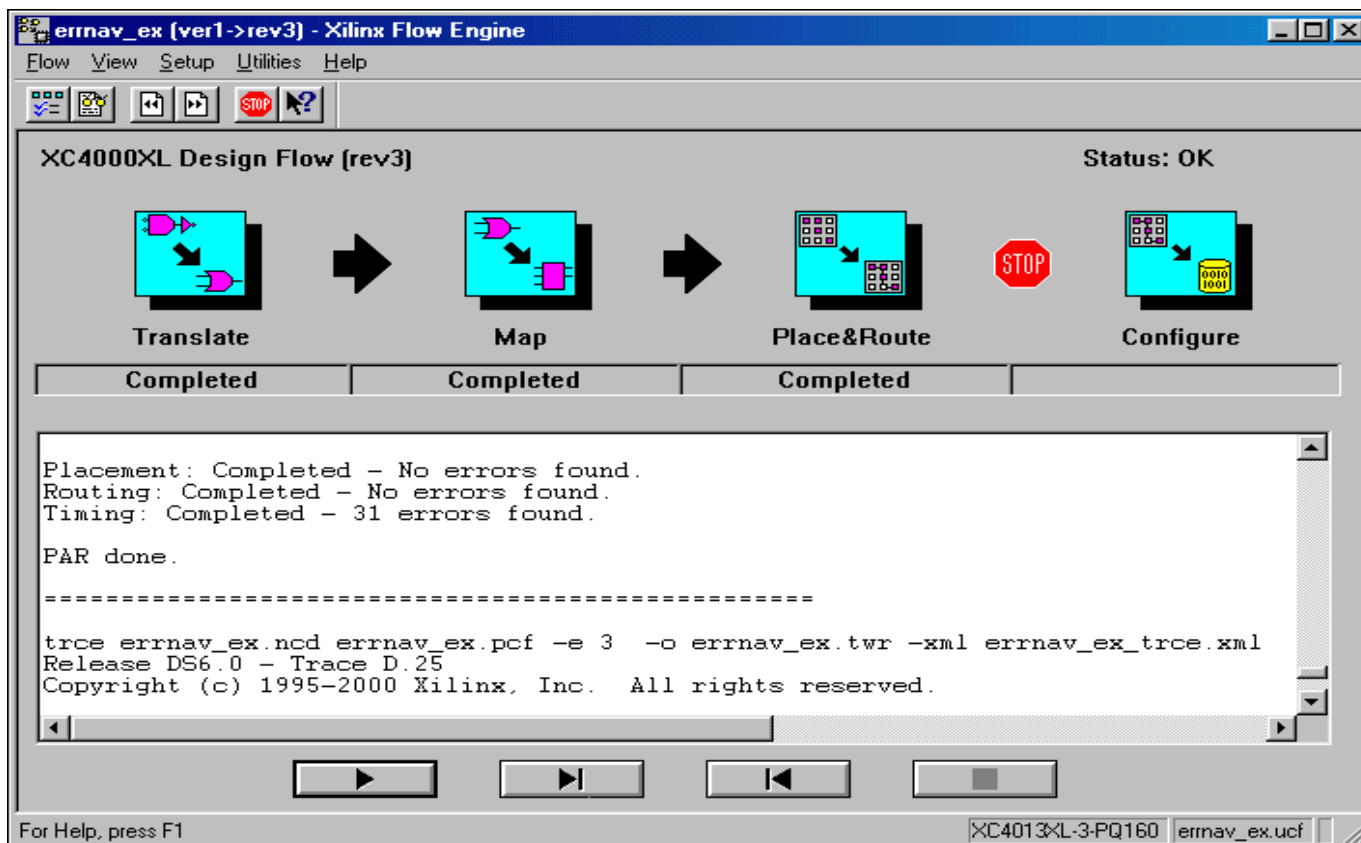 errnav_ex (ver1->rev3) - Xilinx Flow Engine
Flow View Setup Utilities Help
STOP
XC4000XL Design Flow (rev3) Status: OK
STOP
0010
1001
Translate Map Place&Route Configure
Completed Completed Completed
Placement: Completed - No errors found.
Routing: Completed - No errors found.
Timing: Completed - 31 errors found.
PAR done.
==================================================
trce errnav_ex.ncd errnav_ex.pcf -e 3 -o errnav_ex.twr -xml errnav_ex_trce.xml
Release DS6.0 - Trace D.25
Copyright (c) 1995-2000 Xilinx, Inc. All rights reserved.
For Help, press F1 XC4013XL-3-PQ160 errnav_ex.ucf